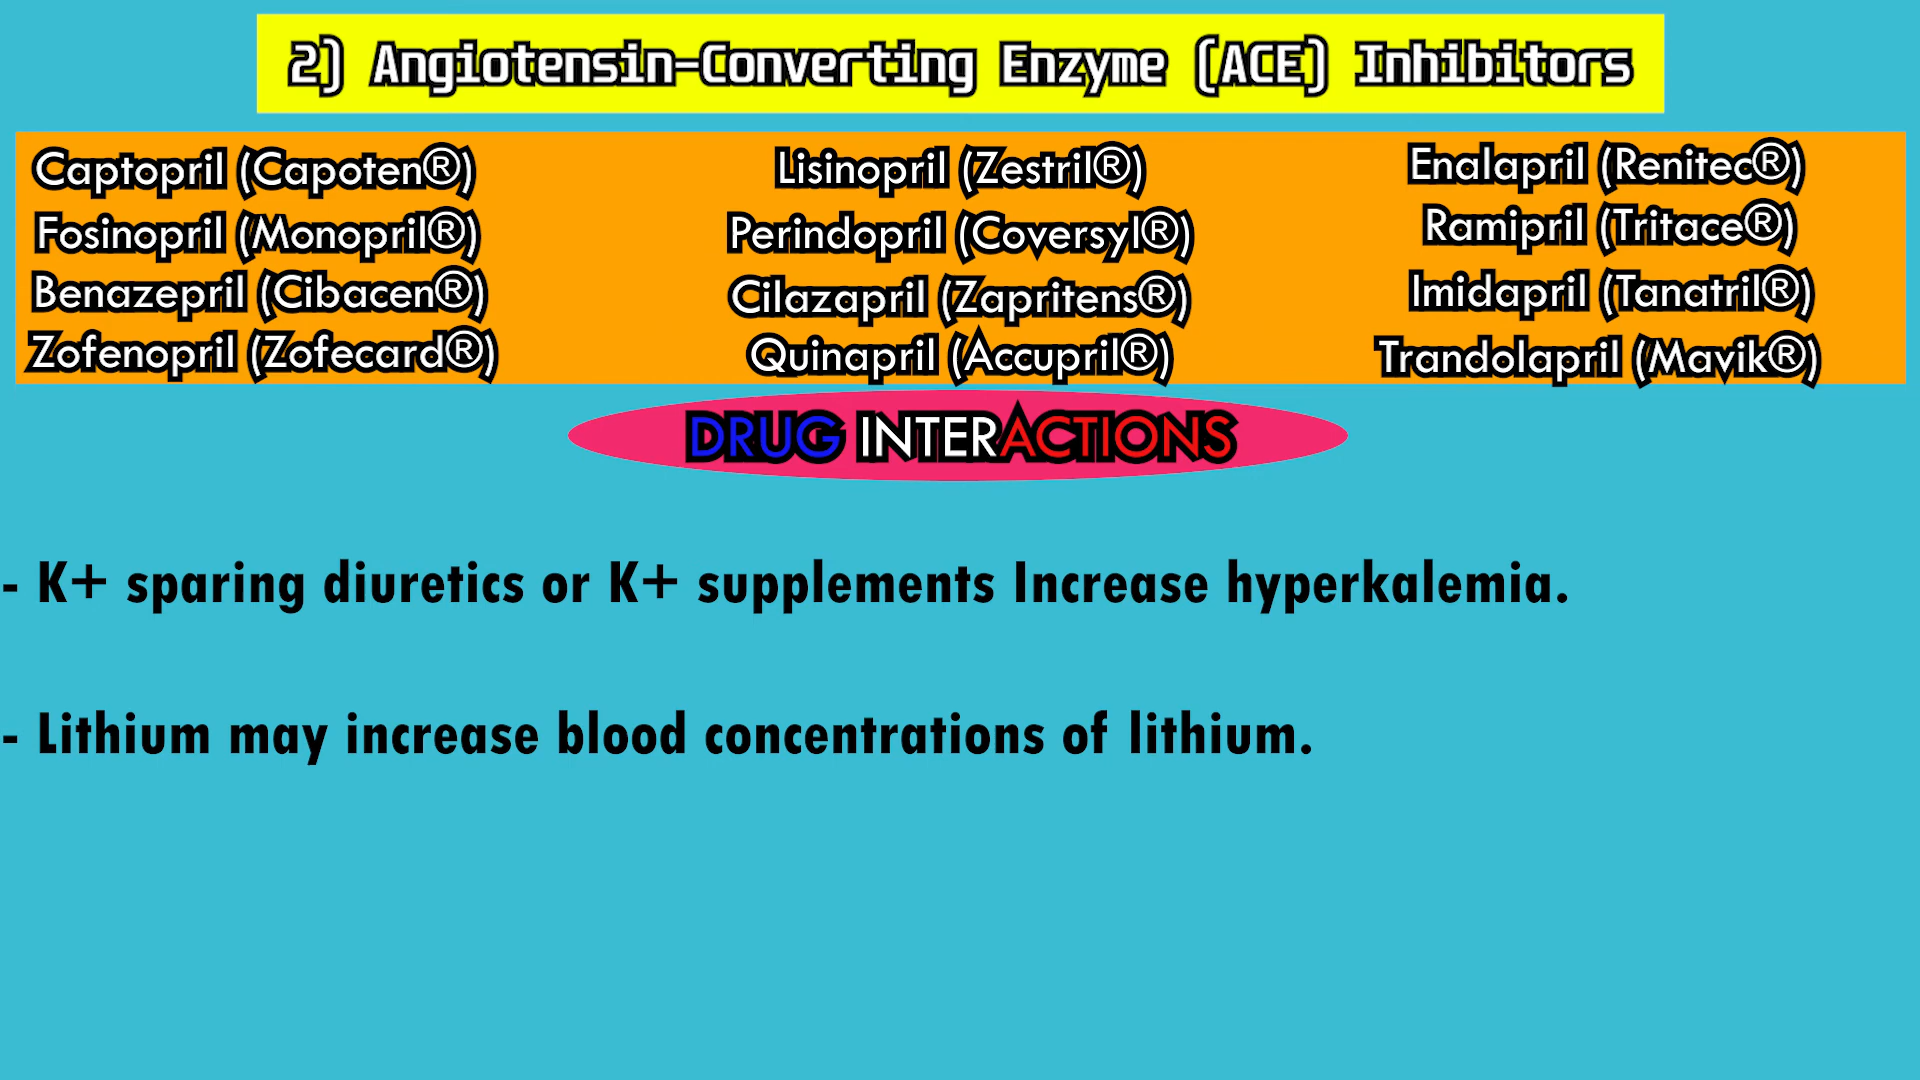 2) Angiotensin-Converting Enzyme (ACE) Inhibitors
Captopril (Capoten®)
Fosinopril (Monopril®)
Benazepril (Cibacen®)
Zofenopril (Zofecard®)
Lisinopril (Zestril®)
Perindopril (Coversyl®)
Cilazapril (Zapritens®)
Quinapril (Accupril®)
Enalapril (Renitec®)
Ramipril (Tritace®)
Imidapril (Tanatril®)
Trandolapril (Mavik®)
DRUG INTERACTIONS
- K+ sparing diuretics or K+ supplements Increase hyperkalemia.
- Lithium may increase blood concentrations of lithium.